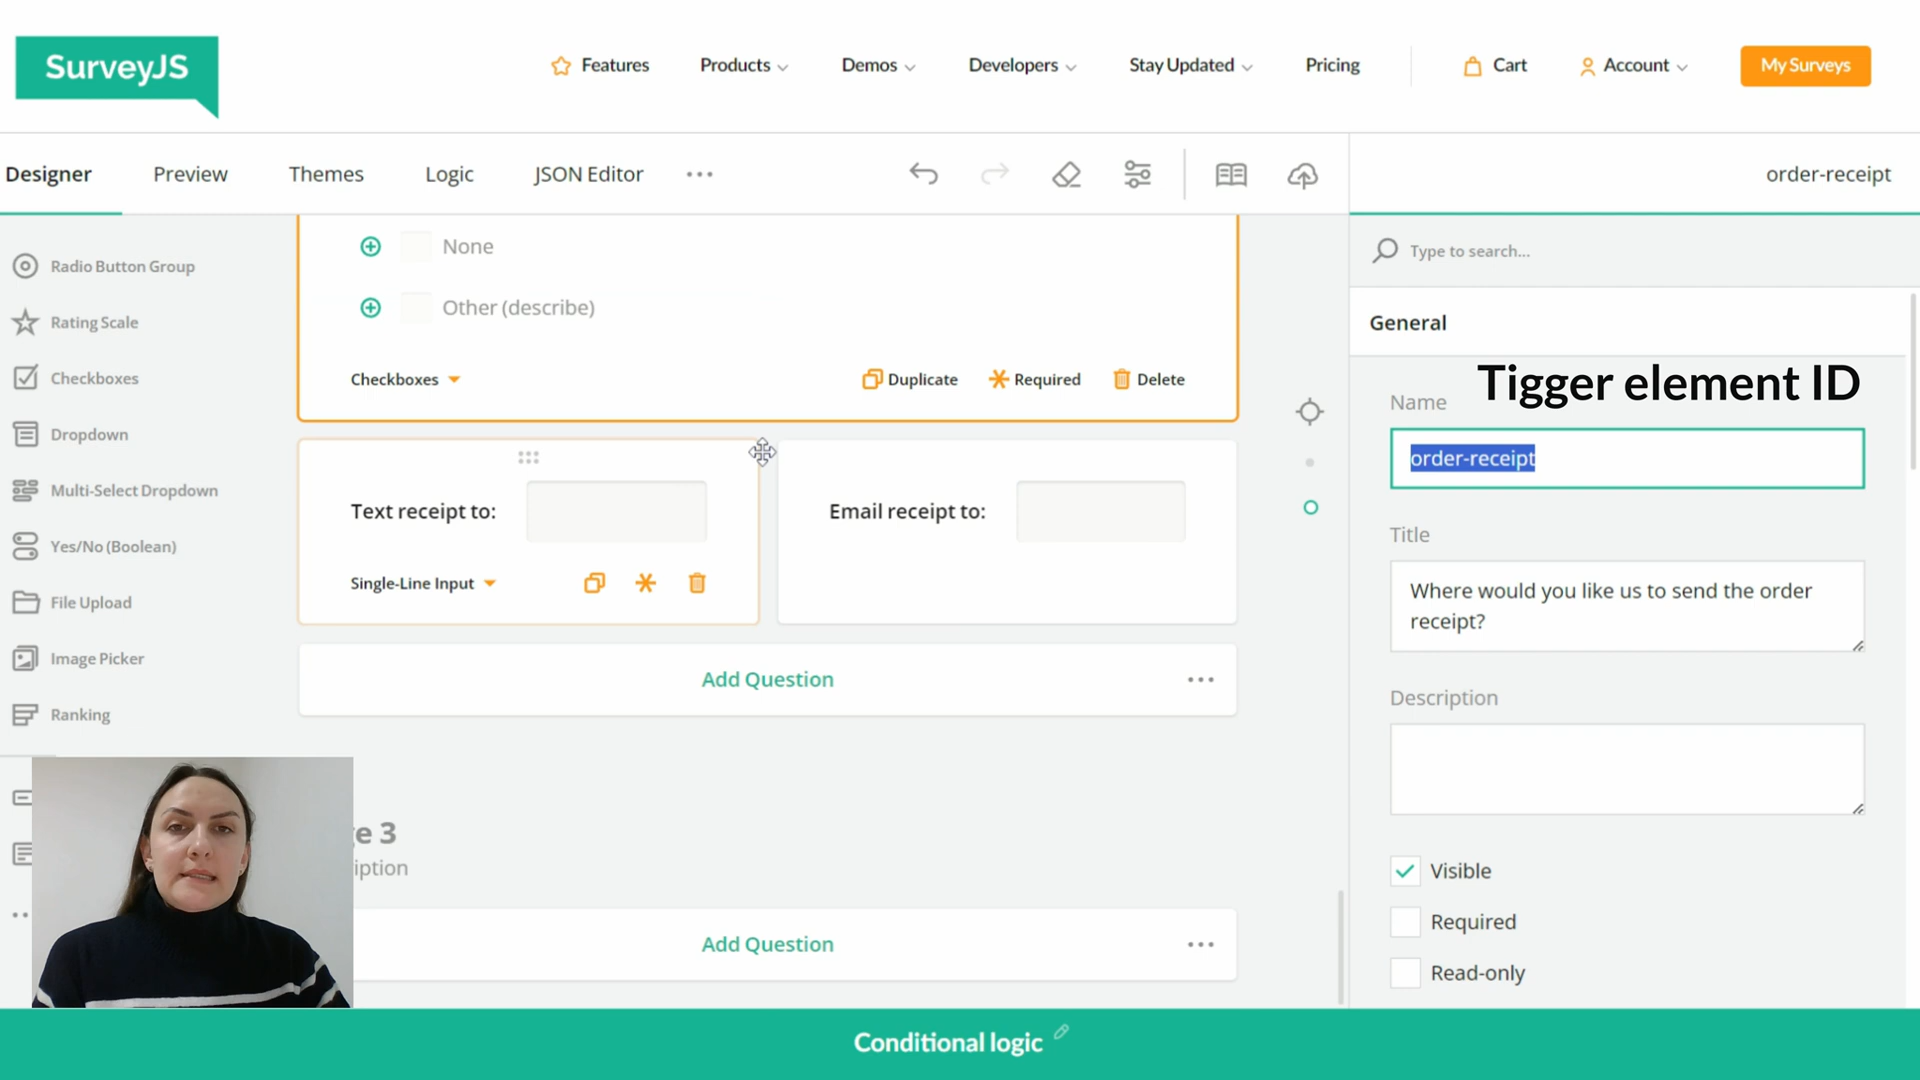 SurveyJS
Features
Products
Demos
Developers
Stay Updated
Pricing
Cart
Account
My Surveys
Designer
Preview
Themes
Logic
JSON Editor
order-receipt
Radio Button Group
Rating Scale
Checkboxes
Dropdown
Multi-Select Dropdown
Yes/No (Boolean)
File Upload
Image Picker
Ranking
None
Other (describe)
Checkboxes
Duplicate
Required
Delete
Text receipt to:
Single-Line Input
Email receipt to:
Add Question
e 3
iption
Add Question
Type to search...
General
Tigger element ID
Name
order-receipt
Title
Where would you like us to send the order
receipt?
Description
Visible
Required
Read-only
Conditional logic